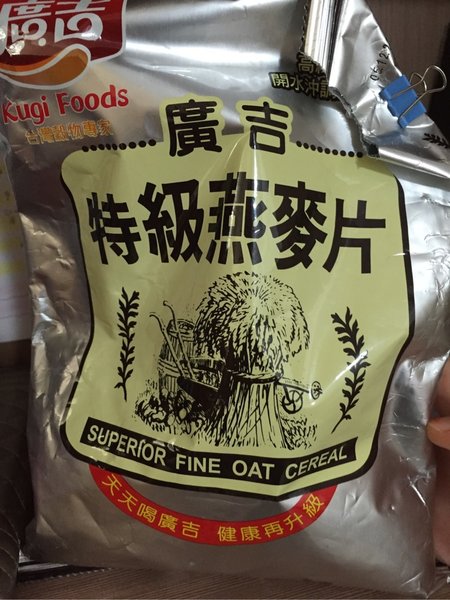 廣吉
Kugi Foods
台灣穀物專家
開水沖
廣吉
特級燕麥片
SUPERIOR FINE OAT CEREAL
天天喝廣吉 健康再升級